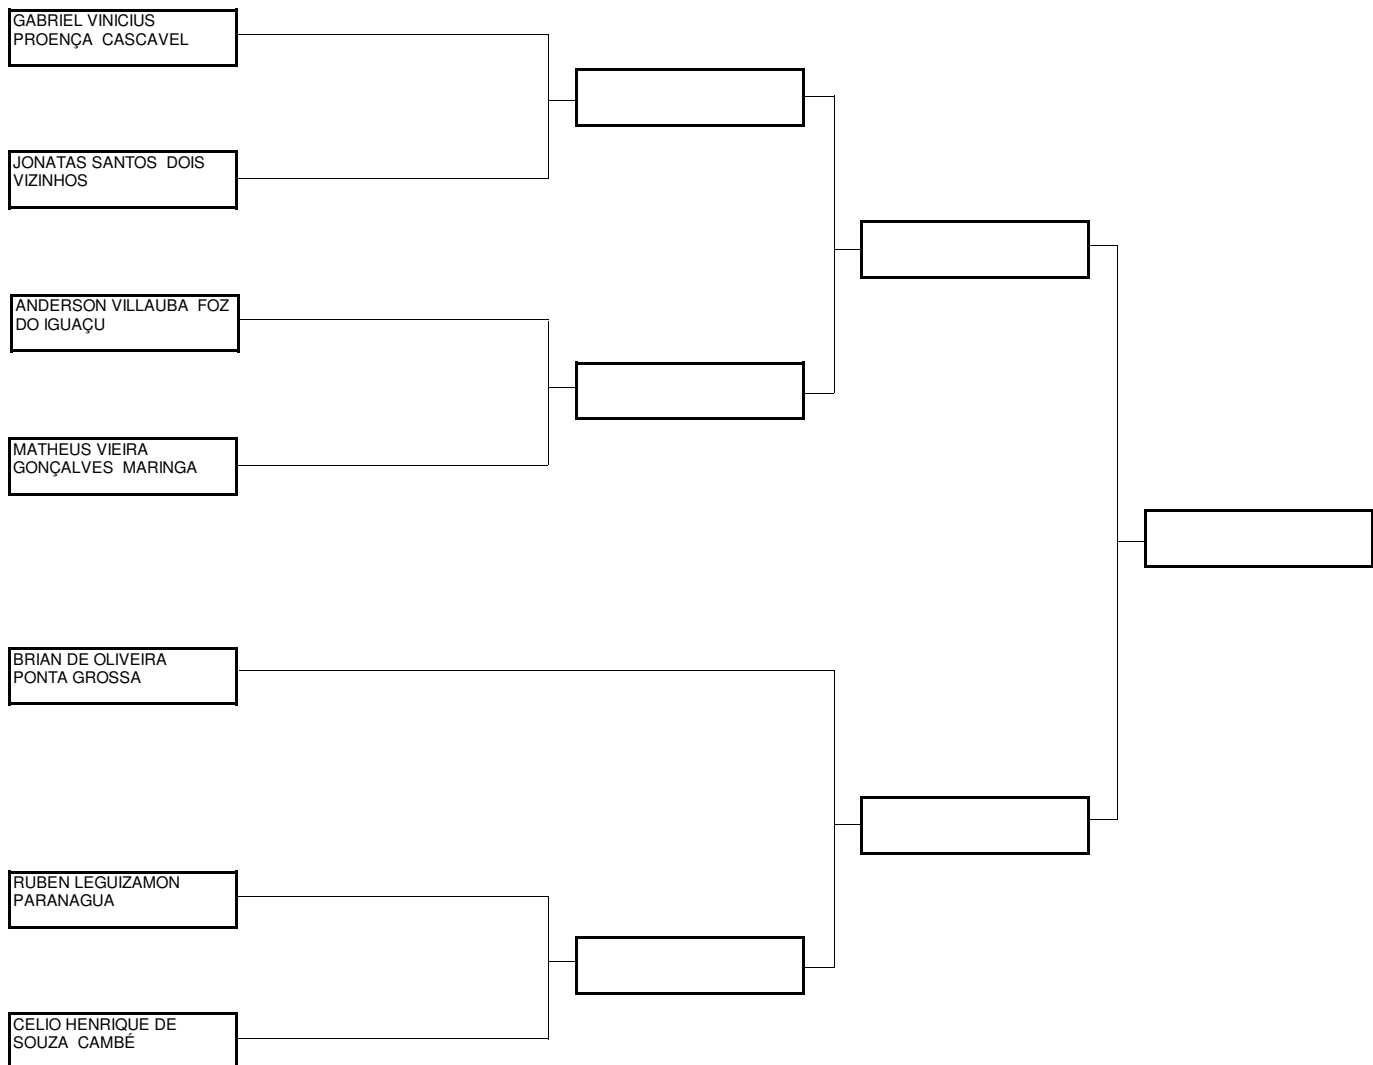 GABRIEL VINICIUS
PROENÇA CASCAVEL
JONATAS SANTOS DOIS
VIZINHOS
ANDERSON VILLAUBA FOZ
DO IGUAÇU
MATHEUS VIEIRA
GONÇALVES MARINGA
BRIAN DE OLIVEIRA
PONTA GROSSA
RUBEN LEGUIZAMON
PARANAGUA
CELIO HENRIQUE DE
SOUZA CAMBÉ